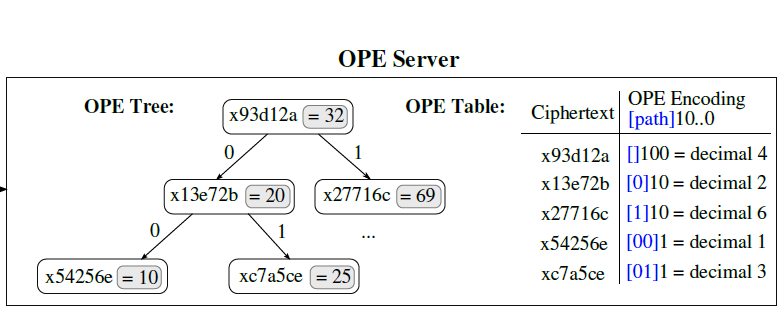 OPE Server
OPE Tree:
x93d12a = 32
0
1
x13e72b = 20
x27716c = 69
0
1
...
x54256e = 10
xc7a5ce = 25
OPE Table:
Ciphertext
OPE Encoding
[path]10..0
x93d12a []100 = decimal 4
x13e72b [0]10 = decimal 2
x27716c [1]10 = decimal 6
x54256e [00]1 = decimal 1
xc7a5ce [01]1 = decimal 3